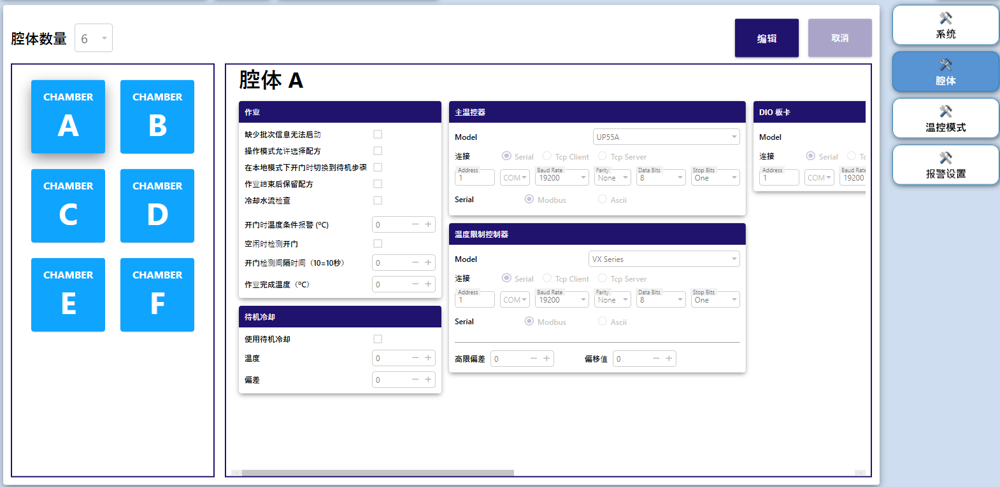 腔体数量
6
编辑
取消
CHAMBER
A
CHAMBER
B
CHAMBER
C
CHAMBER
D
CHAMBER
E
CHAMBER
F
腔体 A
作业
缺少批次信息无法启动
操作模式允许选择配方
在本地模式下开门时切换到待机步骤
作业结束后保留配方
冷却水流检查
开门时温度条件报警 (ºC)
0
空闲时检测开门
开门检测间隔时间（10=10秒）
0
作业完成温度（ºC）
0
待机冷却
使用待机冷却
温度
0
偏差
0
主温控器
Model
UP55A
连接
Serial
Tcp Client
Tcp Server
Address
1
COM
Baud Rate
19200
Parity
None
Data Bits
8
Stop Bits
One
Serial
Modbus
Ascii
温度限制控制器
Model
VX Series
连接
Serial
Tcp Client
Tcp Server
Address
1
COM
Baud Rate
19200
Parity
None
Data Bits
8
Stop Bits
One
Serial
Modbus
Ascii
高限偏差
0
偏移值
0
DIO 板卡
Model
连接
Serial
Address
1
COM
Baud Rate
19200
系统
腔体
温控模式
报警设置